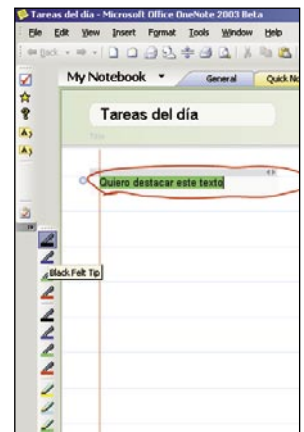 Tareas del día - Microsoft Office OneNote 2003 Beta
File Edit View Insert Format Tools Window Help
Back
My Notebook General Quick No
Tareas del día
Title
Quiero destacar este texto
Black Felt Tip